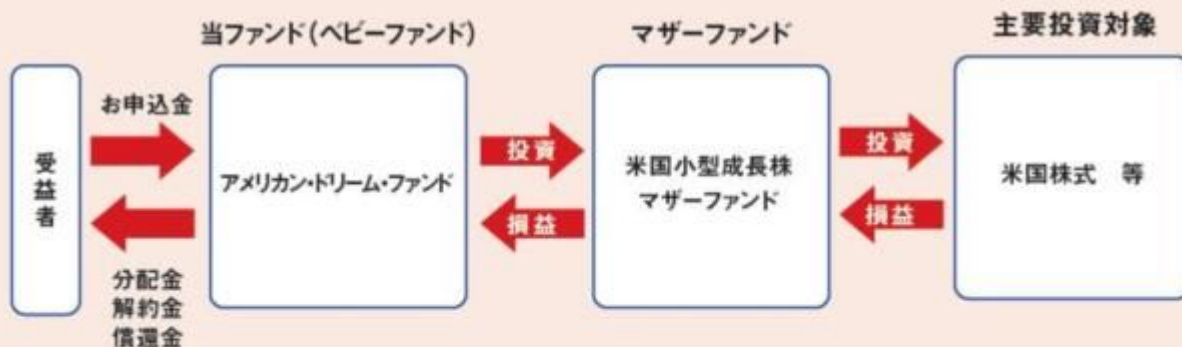 当ファンド(ベビーファンド)
マザーファンド
主要投資対象
受益者
お申込金
分配金
解約金
償還金
アメリカン・ドリーム・ファンド
投資
損益
米国小型成長株
マザーファンド
投資
損益
米国株式　等